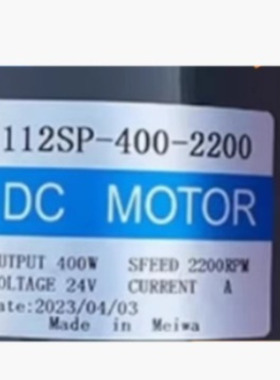 112SP-400-2200
DC MOTOR
UTPUT 400W SFEED 2200RPM
OLTAGE 24V CURRENT A
ate:2023/04/03
Made in Meiwa